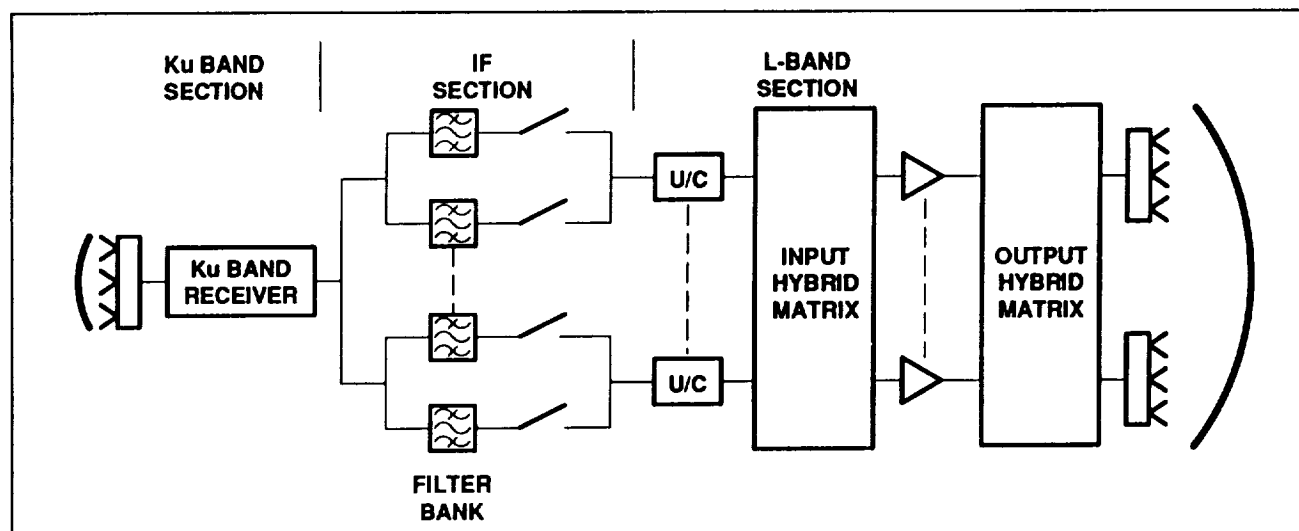 Ku BAND
SECTION
IF
SECTION
L-BAND
SECTION
Ku BAND
RECEIVER
U/C
U/C
INPUT
HYBRID
MATRIX
OUTPUT
HYBRID
MATRIX
FILTER
BANK